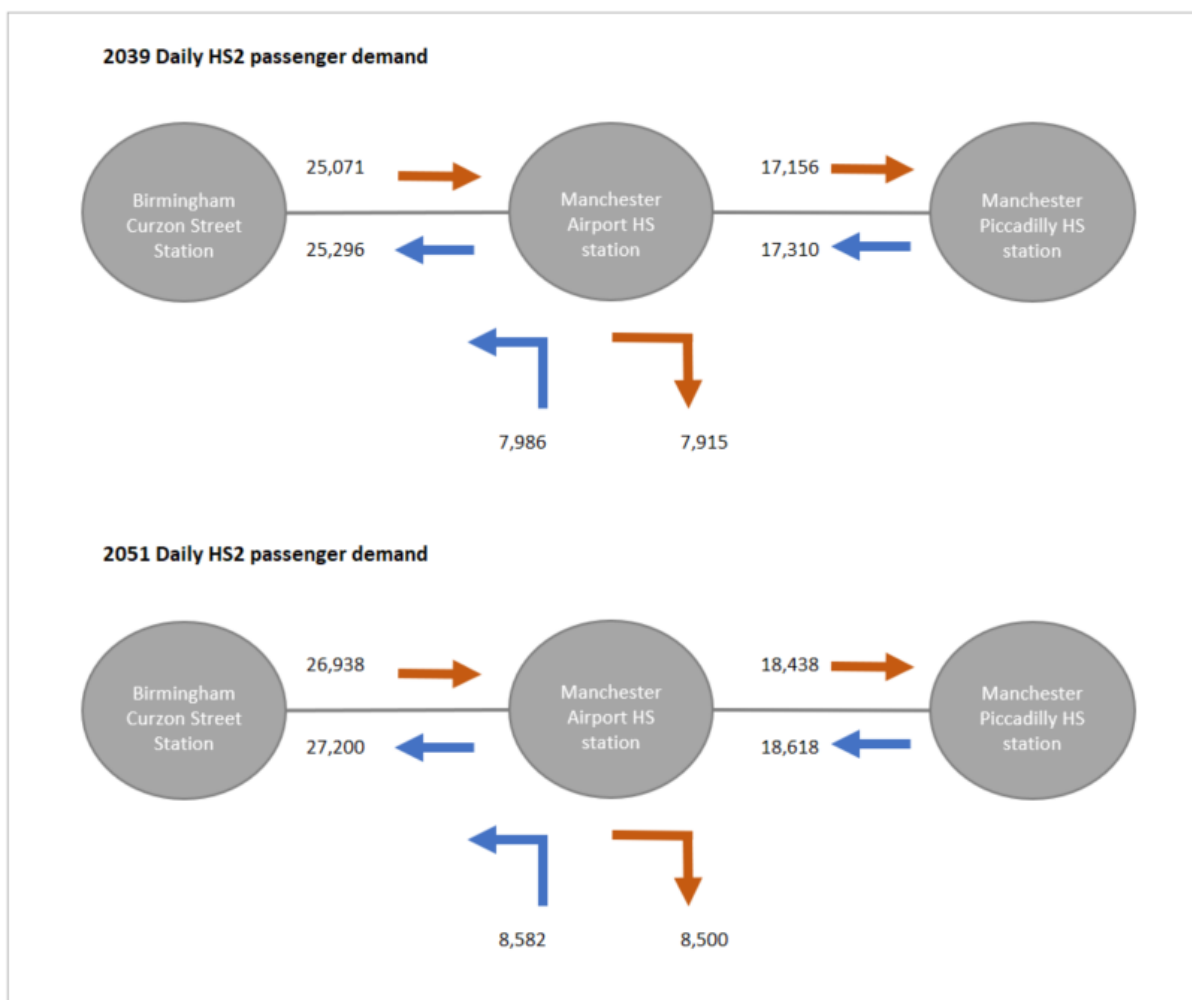 2039 Daily HS2 passenger demand
25,071
17,156
Birmingham
Curzon Street
Station
Manchester
Airport HS
station
Manchester
Piccadilly HS
station
25,296
17,310
7,986
7,915
2051 Daily HS2 passenger demand
26,938
18,438
Birmingham
Curzon Street
Station
Manchester
Airport HS
station
Manchester
Piccadilly HS
station
27,200
18,618
8,582
8,500